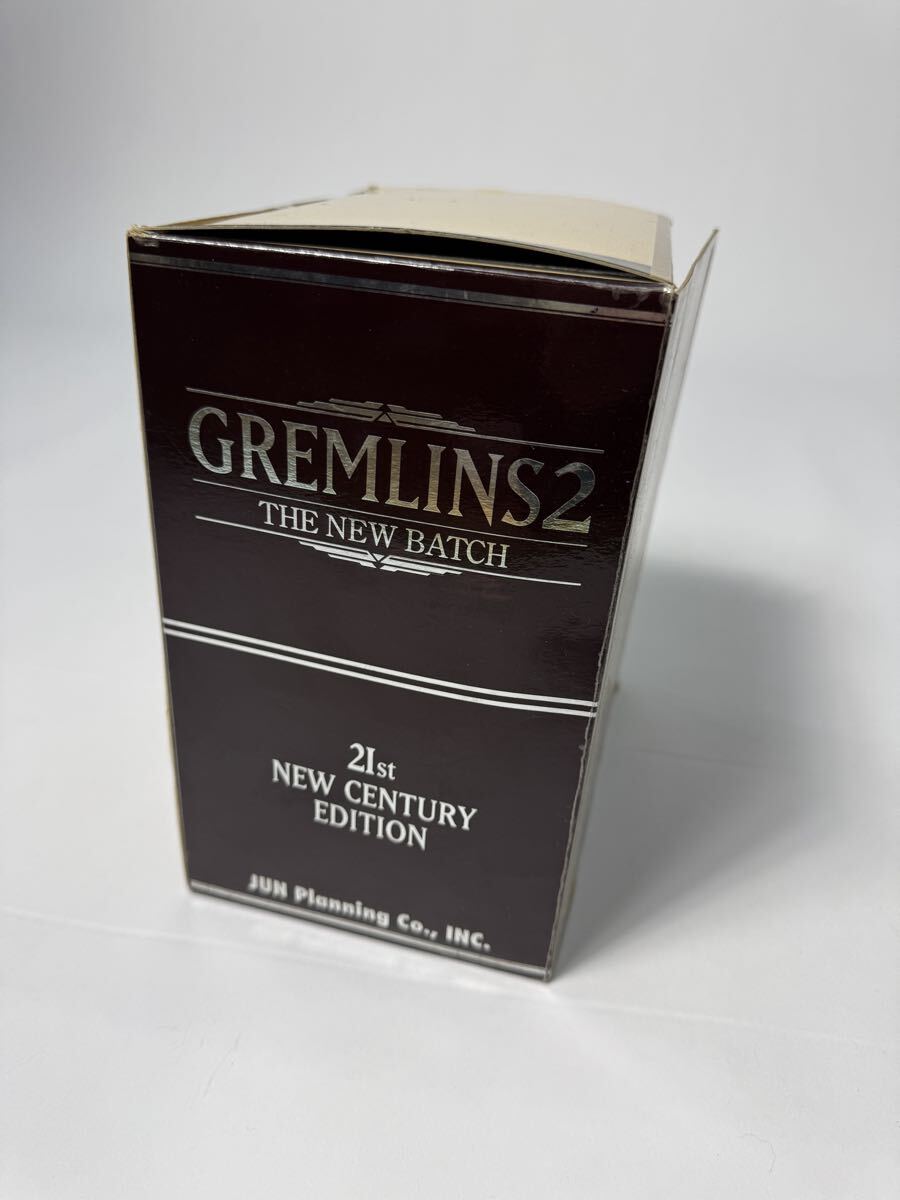 GREMLINS2
THE NEW BATCH
21st
NEW CENTURY
EDITION
JUN Planning Co., INC.